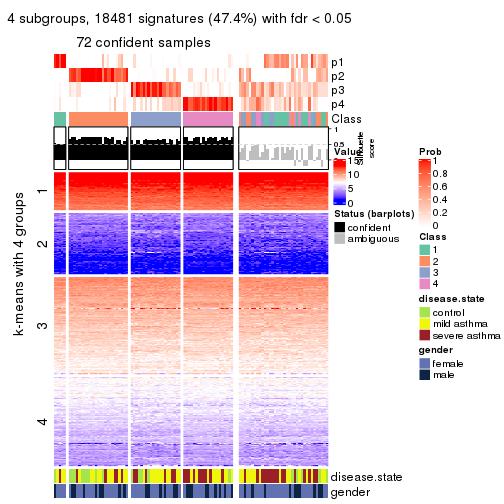 4 subgroups, 18481 signatures (47.4%) with fdr < 0.05
72 confident samples
p1
p2
p3
p4
Class
1
0.5
0
silhouette
score
k-means with 4 groups
1
2
3
4
disease.state
gender
Value
15
10
5
0
Status (barplots)
confident
ambiguous
Prob
1
0.8
0.6
0.4
0.2
0
Class
1
2
3
4
disease.state
control
mild asthma
severe asthma
gender
female
male